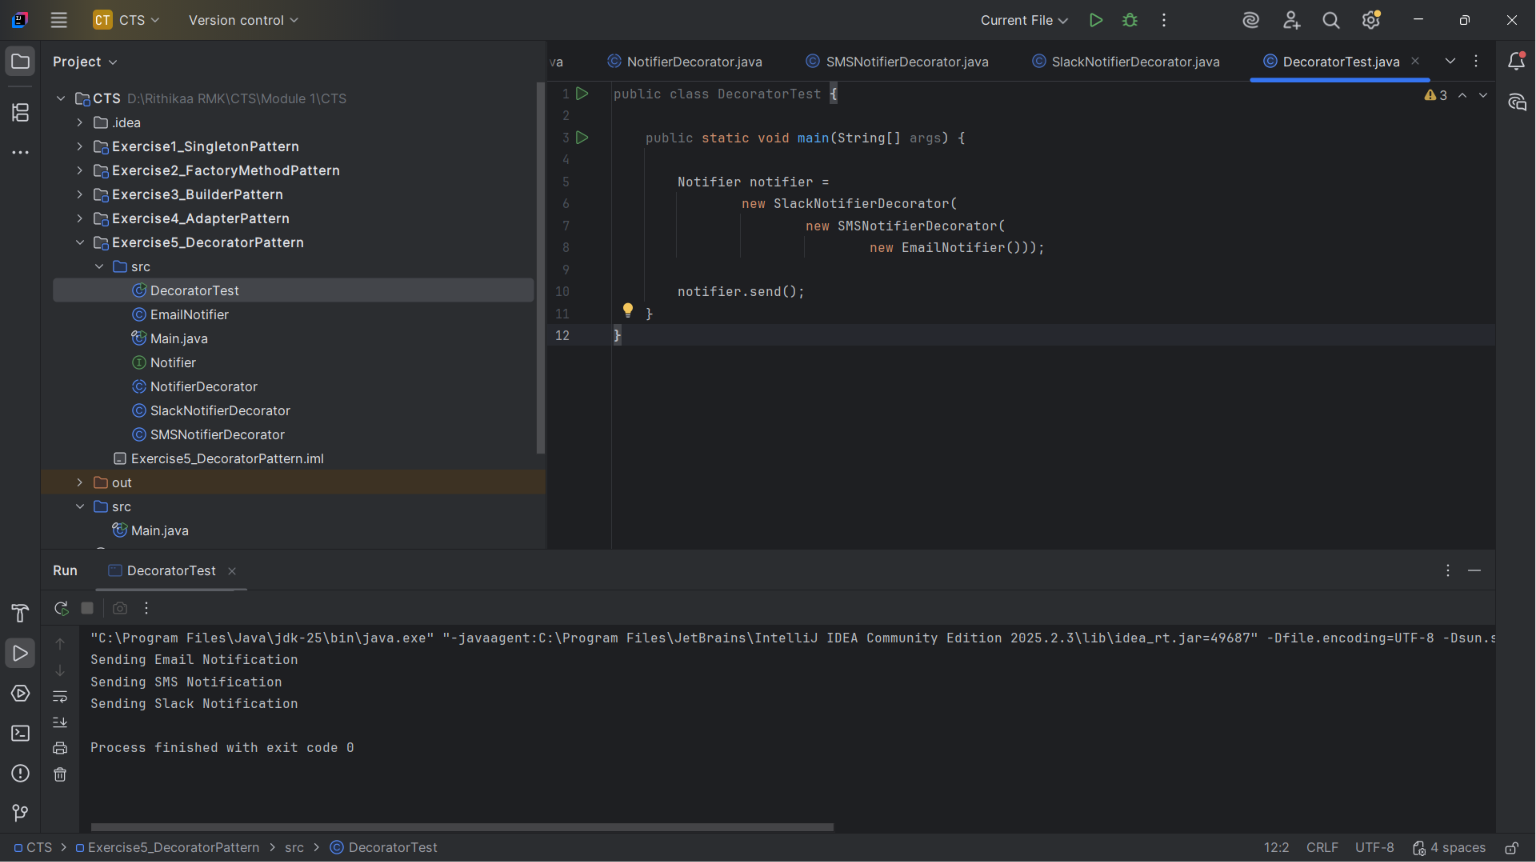 CT CTS Version control Current File
Project
CTS D:\Rithikaa RMK\CTS\Module 1\CTS
.idea
Exercise1_SingletonPattern
Exercise2_FactoryMethodPattern
Exercise3_BuilderPattern
Exercise4_AdapterPattern
Exercise5_DecoratorPattern
src
DecoratorTest
EmailNotifier
Main.java
Notifier
NotifierDecorator
SlackNotifierDecorator
SMSNotifierDecorator
Exercise5_DecoratorPattern.iml
out
src
Main.java
va NotifierDecorator.java SMSNotifierDecorator.java SlackNotifierDecorator.java DecoratorTest.java
3
1 public class DecoratorTest {
2
3 public static void main(String[] args) {
4
5 Notifier notifier =
6 new SlackNotifierDecorator(
7 new SMSNotifierDecorator(
8 new EmailNotifier()));
9
10 notifier.send();
11 }
12 }
Run DecoratorTest
"C:\Program Files\Java\jdk-25\bin\java.exe" "-javaagent:C:\Program Files\JetBrains\IntelliJ IDEA Community Edition 2025.2.3\lib\idea_rt.jar=49687" -Dfile.encoding=UTF-8 -Dsun.s
Sending Email Notification
Sending SMS Notification
Sending Slack Notification
Process finished with exit code 0
CTS > Exercise5_DecoratorPattern > src > DecoratorTest 12:2 CRLF UTF-8 4 spaces